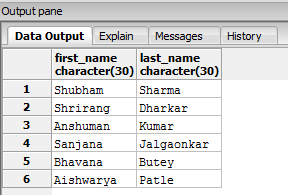 Output pane
Data Output Explain Messages History
first_name last_name
character(30) character(30)
1 Shubham Sharma
2 Shrirang Dharkar
3 Anshuman Kumar
4 Sanjana Jalgaonkar
5 Bhavana Butey
6 Aishwarya Patle